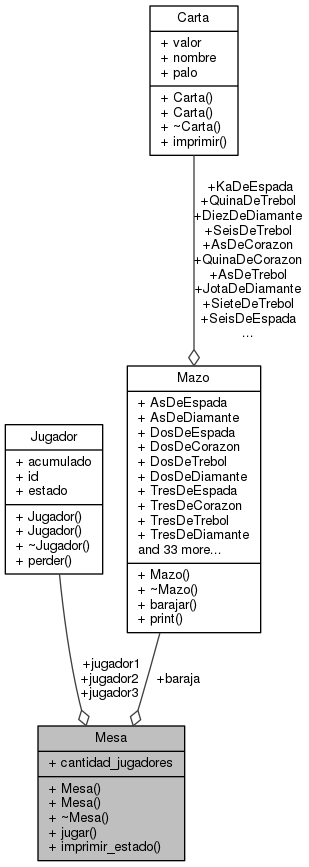 Carta
+ valor
+ nombre
+ palo
+ Carta()
+ Carta()
+ ~Carta()
+ imprimir()
+KaDeEspada
+QuinaDeTrebol
+DiezDeDiamante
+SeisDeTrebol
+AsDeCorazon
+QuinaDeCorazon
+AsDeTrebol
+JotaDeDiamante
+SieteDeTrebol
+SeisDeEspada
...
Mazo
+ AsDeEspada
+ AsDeDiamante
+ DosDeEspada
+ DosDeCorazon
+ DosDeTrebol
+ DosDeDiamante
+ TresDeEspada
+ TresDeCorazon
+ TresDeTrebol
+ TresDeDiamante
and 33 more...
+ Mazo()
+ ~Mazo()
+ barajar()
+ print()
Jugador
+ acumulado
+ id
+ estado
+ Jugador()
+ Jugador()
+ ~Jugador()
+ perder()
+jugador1
+jugador2
+jugador3
+baraja
Mesa
+ cantidad_jugadores
+ Mesa()
+ Mesa()
+ ~Mesa()
+ jugar()
+ imprimir_estado()